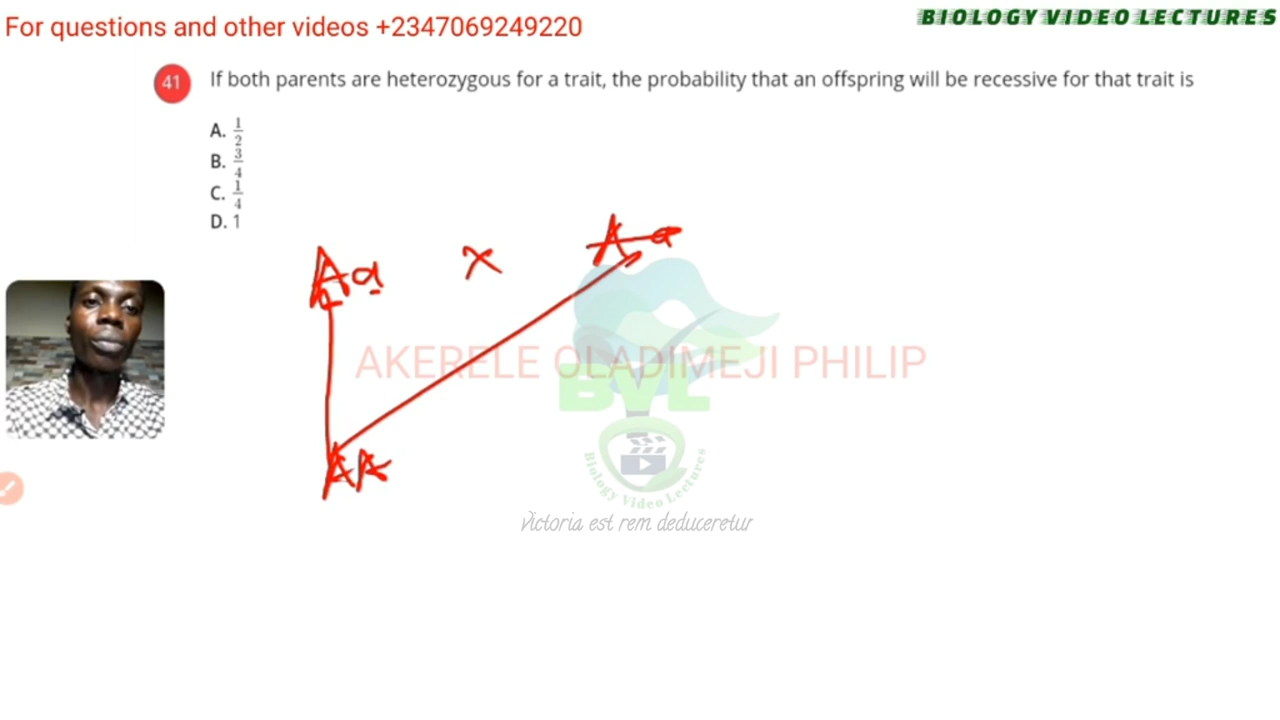 For questions and other videos +2347069249220
BIOLOGY VIDEO LECTURES
41 If both parents are heterozygous for a trait, the probability that an offspring will be recessive for that trait is
A. 1/2
B. 3/4
C. 1/4
D. 1
Aa x Aa
AKERELE OLADIMEJI PHILIP
BVL
AA
Biology Video Lectures
Victoria est rem deduceretur